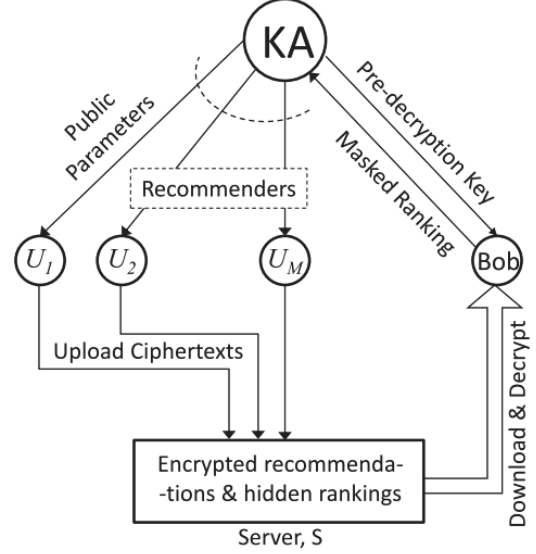 KA
Public
Parameters
Pre-decryption Key
Masked Ranking
Recommenders
U1
U2
UM
Bob
Upload Ciphertexts
Download & Decrypt
Encrypted recommenda-
-tions & hidden rankings
Server, S